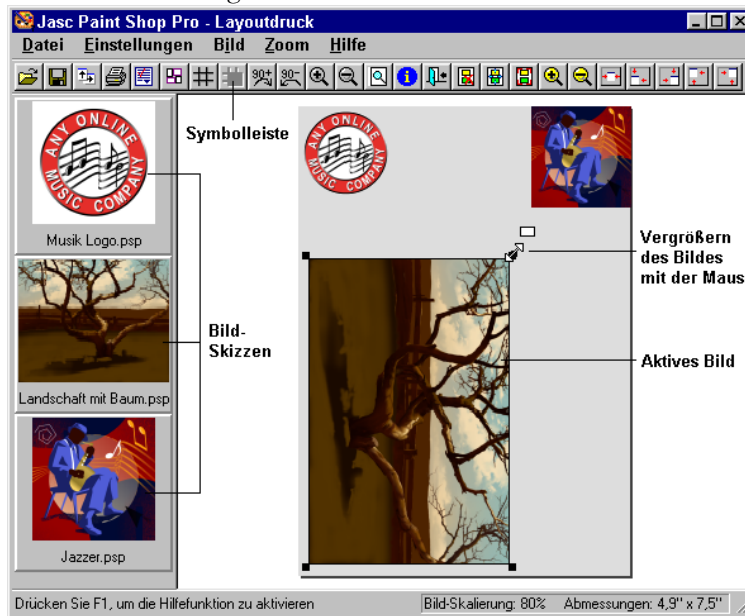 Jasc Paint Shop Pro - Layoutdruck
Datei Einstellungen Bild Zoom Hilfe
90+ 90-
Symbolleiste
ANY ONLINE
MUSIC COMPANY
Musik Logo.psp
Landschaft mit Baum.psp
Jazzer.psp
Bild-
Skizzen
ANY ONLINE
MUSIC COMPANY
Vergrößern
des Bildes
mit der Maus
Aktives Bild
Drücken Sie F1, um die Hilfefunktion zu aktivieren
Bild-Skalierung: 80% Abmessungen: 4,9" x 7,5"